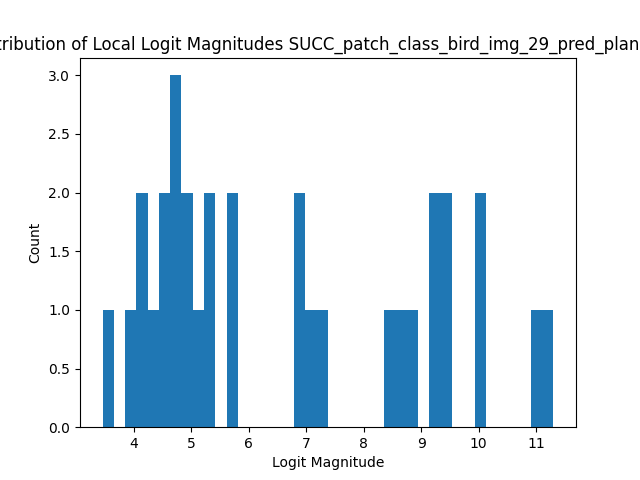 tribution of Local Logit Magnitudes SUCC_patch_class_bird_img_29_pred_plan
3.0
2.5
2.0
1.5
1.0
0.5
0.0
Count
4 5 6 7 8 9 10 11
Logit Magnitude